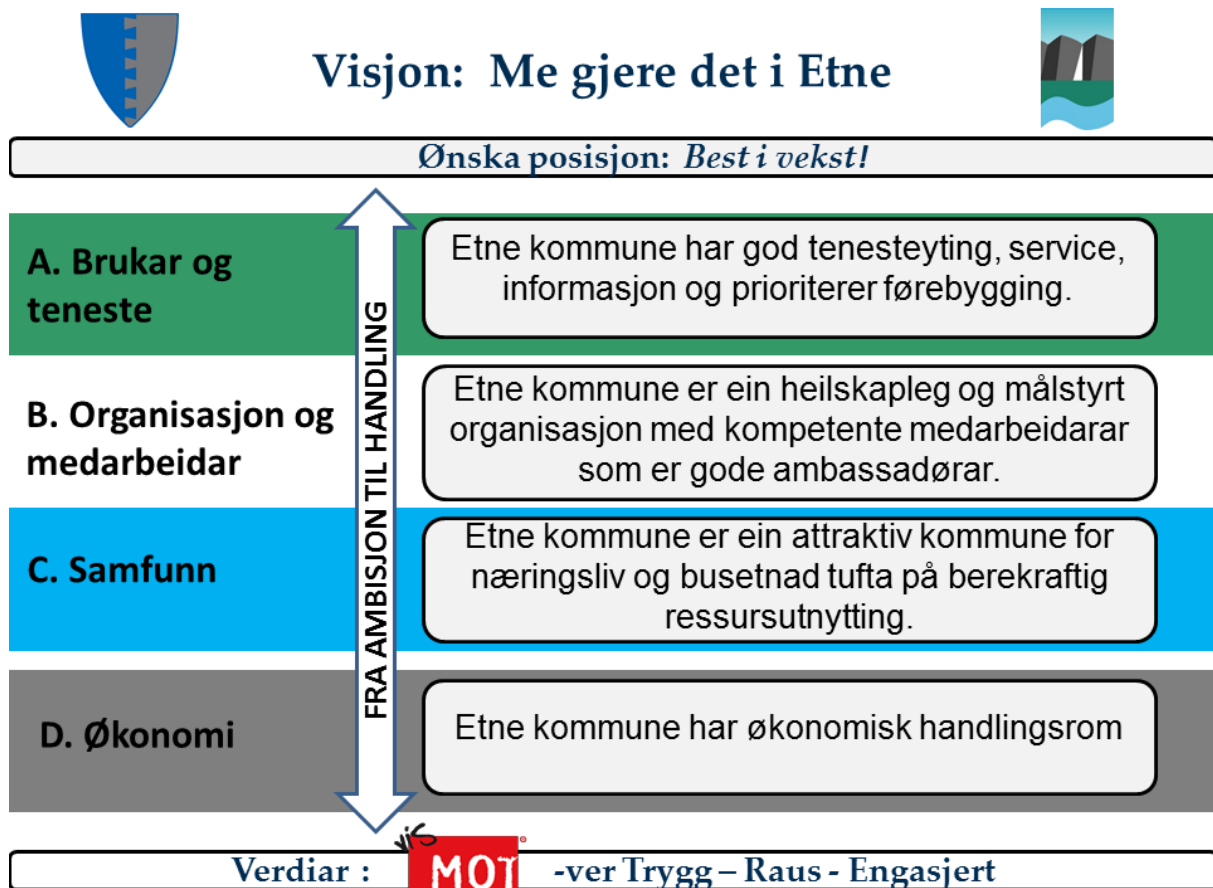 Visjon: Me gjere det i Etne
Ønska posisjon: Best i vekst!
A. Brukar og
teneste
Etne kommune har god tenesteyting, service,
informasjon og prioriterer førebygging.
B. Organisasjon og
medarbeidar
Etne kommune er ein heilskapleg og målstyrt
organisasjon med kompetente medarbeidarar
som er gode ambassadørar.
C. Samfunn
Etne kommune er ein attraktiv kommune for
næringsliv og busetnad tufta på berekraftig
ressursutnytting.
D. Økonomi
Etne kommune har økonomisk handlingsrom
FRA AMBISJON TIL HANDLING
Verdiar : vis MOT -ver Trygg – Raus - Engasjert